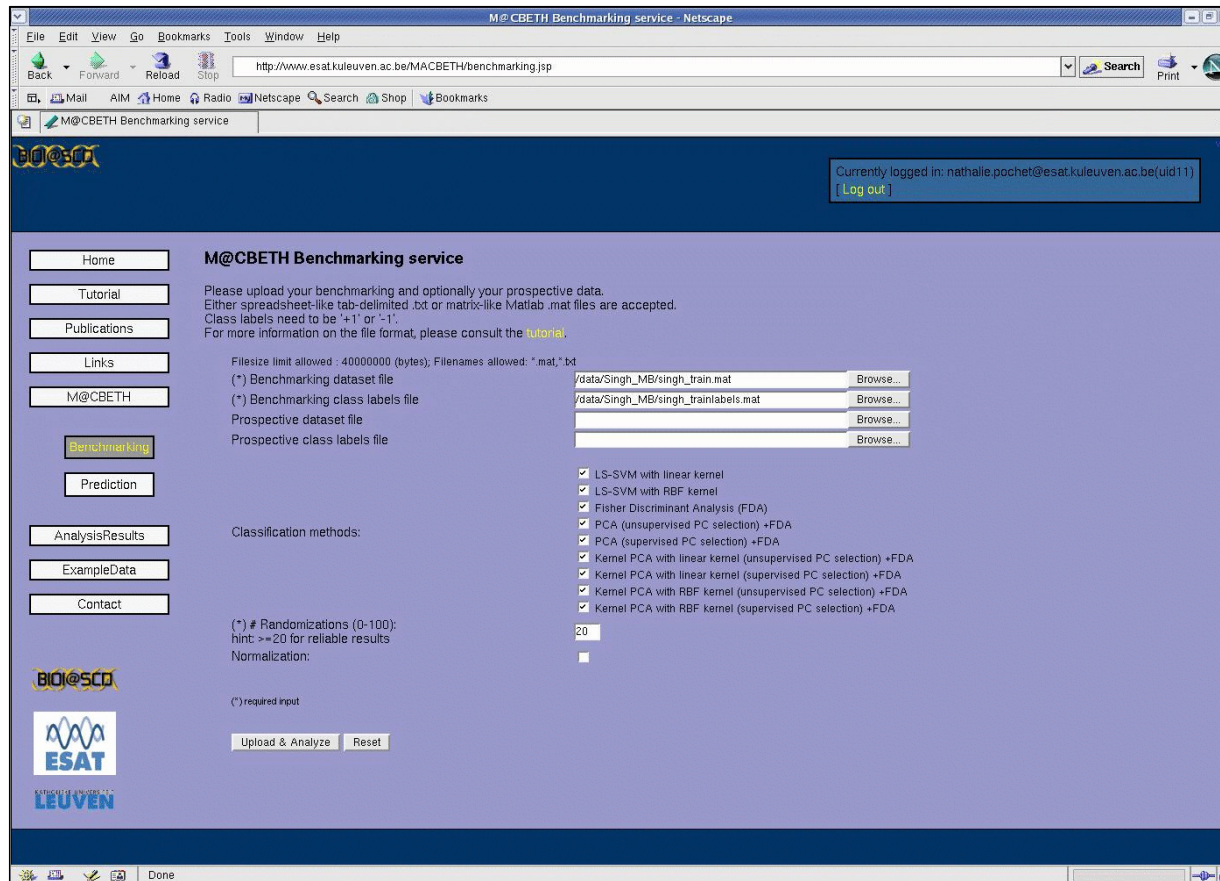 M@CBETH Benchmarking service - Netscape
File Edit View Go Bookmarks Tools Window Help
Back Forward Reload Stop http://www.esat.kuleuven.ac.be/MACBETH/benchmarking.jsp Search Print
Mail AIM Home Radio Netscape Search Shop Bookmarks
M@CBETH Benchmarking service
BIOI@SCD
Currently logged in: nathalie.pochet@esat.kuleuven.ac.be(uid11)
[ Log out ]
Home
Tutorial
Publications
Links
M@CBETH
Benchmarking
Prediction
AnalysisResults
ExampleData
Contact
BIOI@SCD
ESAT
KATHOLIEKE UNIVERSITEIT
LEUVEN
M@CBETH Benchmarking service
Please upload your benchmarking and optionally your prospective data.
Either spreadsheet-like tab-delimited .txt or matrix-like Matlab .mat files are accepted.
Class labels need to be '+1' or '-1'.
For more information on the file format, please consult the tutorial.
Filesize limit allowed : 40000000 (bytes); Filenames allowed: *.mat,*.txt
(*) Benchmarking dataset file /data/Singh_MB/singh_train.mat Browse...
(*) Benchmarking class labels file /data/Singh_MB/singh_trainlabels.mat Browse...
Prospective dataset file Browse...
Prospective class labels file Browse...
Classification methods:
LS-SVM with linear kernel
LS-SVM with RBF kernel
Fisher Discriminant Analysis (FDA)
PCA (unsupervised PC selection) +FDA
PCA (supervised PC selection) +FDA
Kernel PCA with linear kernel (unsupervised PC selection) +FDA
Kernel PCA with linear kernel (supervised PC selection) +FDA
Kernel PCA with RBF kernel (unsupervised PC selection) +FDA
Kernel PCA with RBF kernel (supervised PC selection) +FDA
(*) # Randomizations (0-100): 20
hint: >=20 for reliable results
Normalization:
(*) required input
Upload & Analyze Reset
Done